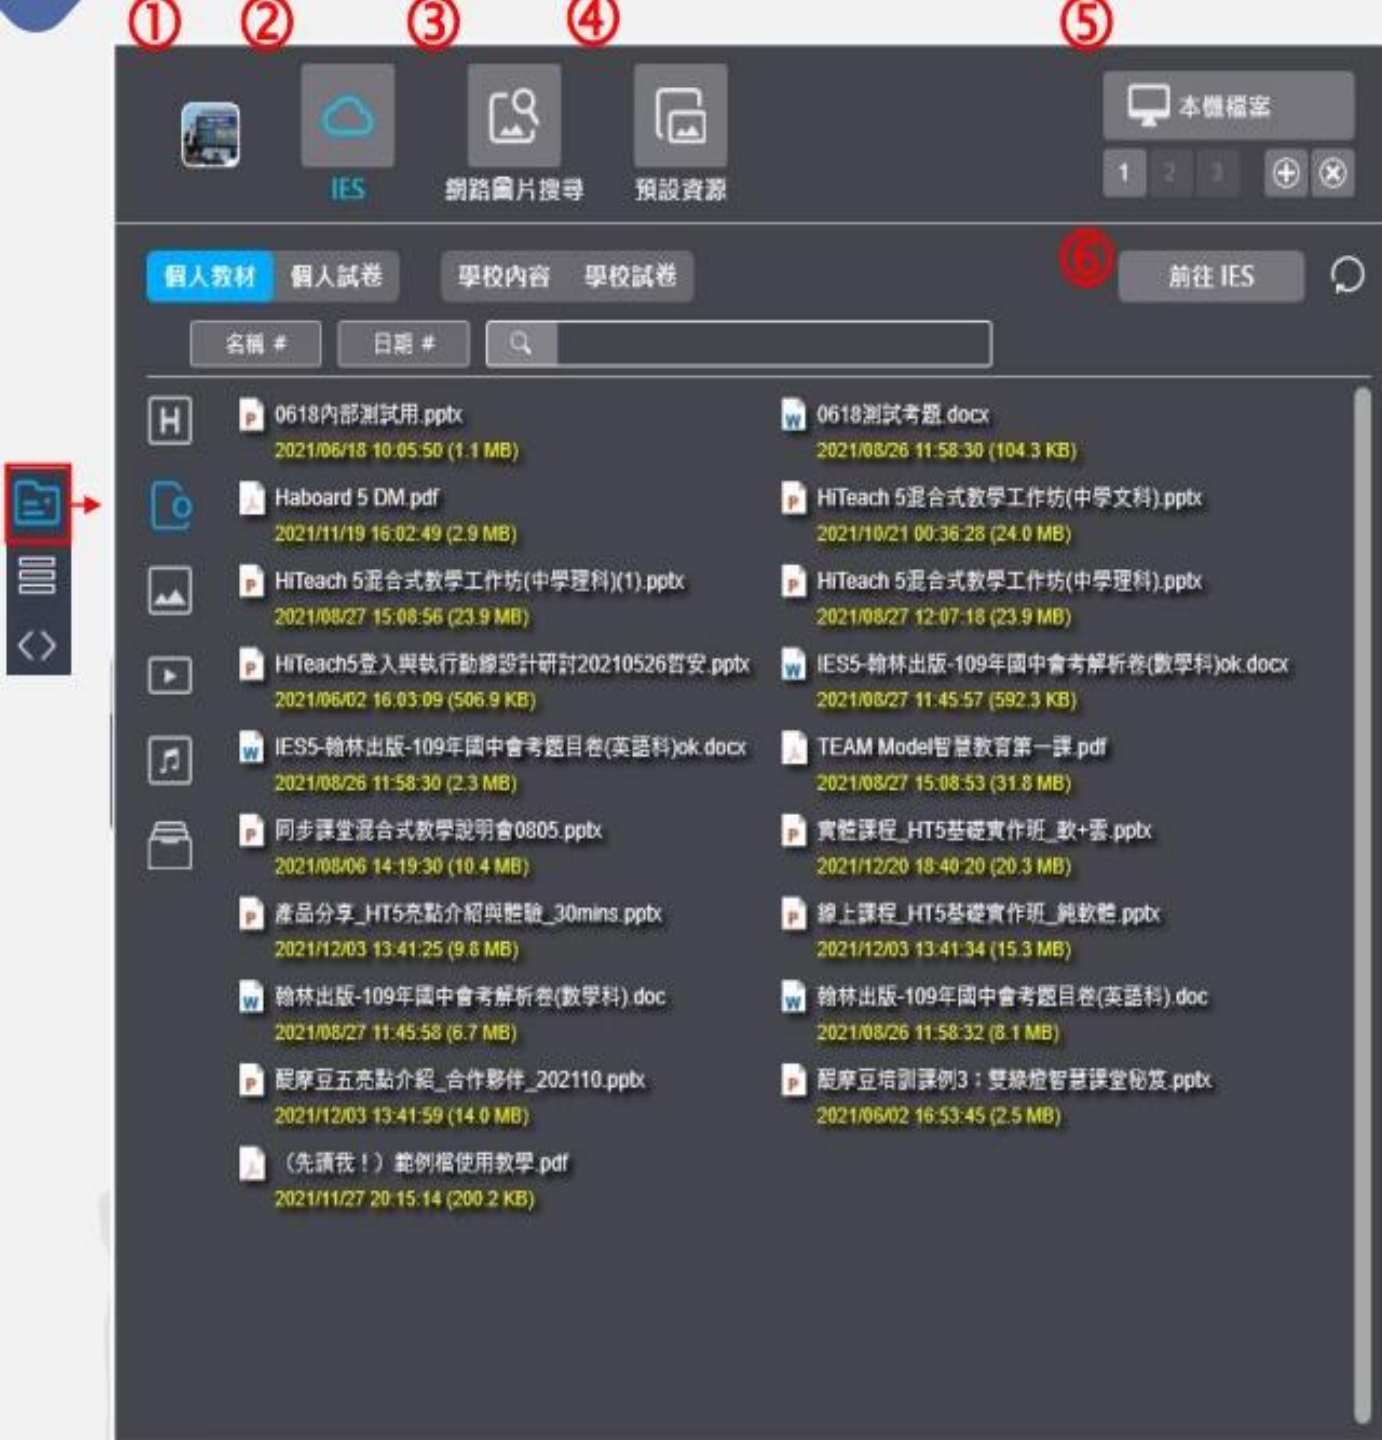 ① ② ③ ④ ⑤
本機檔案
IES 網路圖片搜尋 預設資源
1 2 3
⑥
個人教材 個人試卷 學校內容 學校試卷 前往 IES
名稱 # 日期 #
H
0618內部測試用.pptx 0618測試考題.docx
2021/06/18 10:05:50 (1.1 MB) 2021/08/26 11:58:30 (104.3 KB)
Haboard 5 DM.pdf HiTeach 5混合式教學工作坊(中學文科).pptx
2021/11/19 16:02:49 (2.9 MB) 2021/10/21 00:36:28 (24.0 MB)
HiTeach 5混合式教學工作坊(中學理科)(1).pptx HiTeach 5混合式教學工作坊(中學理科).pptx
2021/08/27 15:08:56 (23.9 MB) 2021/08/27 12:07:18 (23.9 MB)
HiTeach5登入與執行動線設計研討20210526哲安.pptx IES5-翰林出版-109年國中會考解析卷(數學科)ok.docx
2021/06/02 16:03:09 (506.9 KB) 2021/08/27 11:45:57 (592.3 KB)
IES5-翰林出版-109年國中會考題目卷(英語科)ok.docx TEAM Model智慧教育第一課.pdf
2021/08/26 11:58:30 (2.3 MB) 2021/08/27 15:08:53 (31.8 MB)
同步課堂混合式教學說明會0805.pptx 實體課程_HT5基礎實作班_軟+雲.pptx
2021/08/06 14:19:30 (10.4 MB) 2021/12/20 18:40:20 (20.3 MB)
產品分享_HT5亮點介紹與體驗_30mins.pptx 線上課程_HT5基礎實作班_純軟體.pptx
2021/12/03 13:41:25 (9.8 MB) 2021/12/03 13:41:34 (15.3 MB)
翰林出版-109年國中會考解析卷(數學科).doc 翰林出版-109年國中會考題目卷(英語科).doc
2021/08/27 11:45:58 (6.7 MB) 2021/08/26 11:58:32 (8.1 MB)
醍摩豆五亮點介紹_合作夥伴_202110.pptx 醍摩豆培訓課例3：雙綠燈智慧課堂秘笈.pptx
2021/12/03 13:41:59 (14.0 MB) 2021/06/02 16:53:45 (2.5 MB)
（先讀我！）範例檔使用教學.pdf
2021/11/27 20:15:14 (200.2 KB)